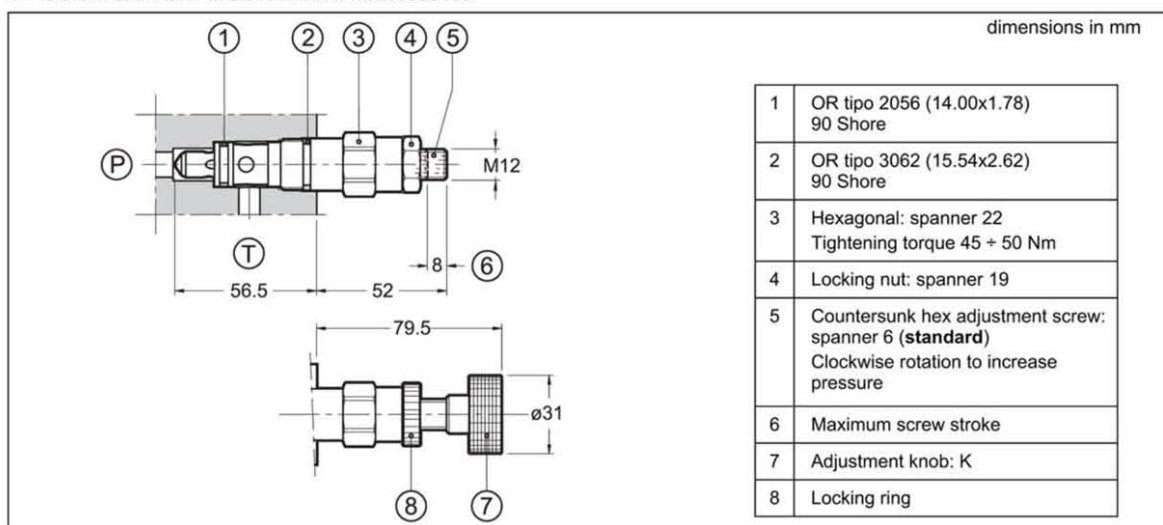 dimensions in mm
1 2 3 4 5
P
M12
T
8 6
56.5 52
79.5
ø31
8 7
1 OR tipo 2056 (14.00x1.78)
90 Shore
2 OR tipo 3062 (15.54x2.62)
90 Shore
3 Hexagonal: spanner 22
Tightening torque 45 ÷ 50 Nm
4 Locking nut: spanner 19
5 Countersunk hex adjustment screw:
spanner 6 (standard)
Clockwise rotation to increase
pressure
6 Maximum screw stroke
7 Adjustment knob: K
8 Locking ring